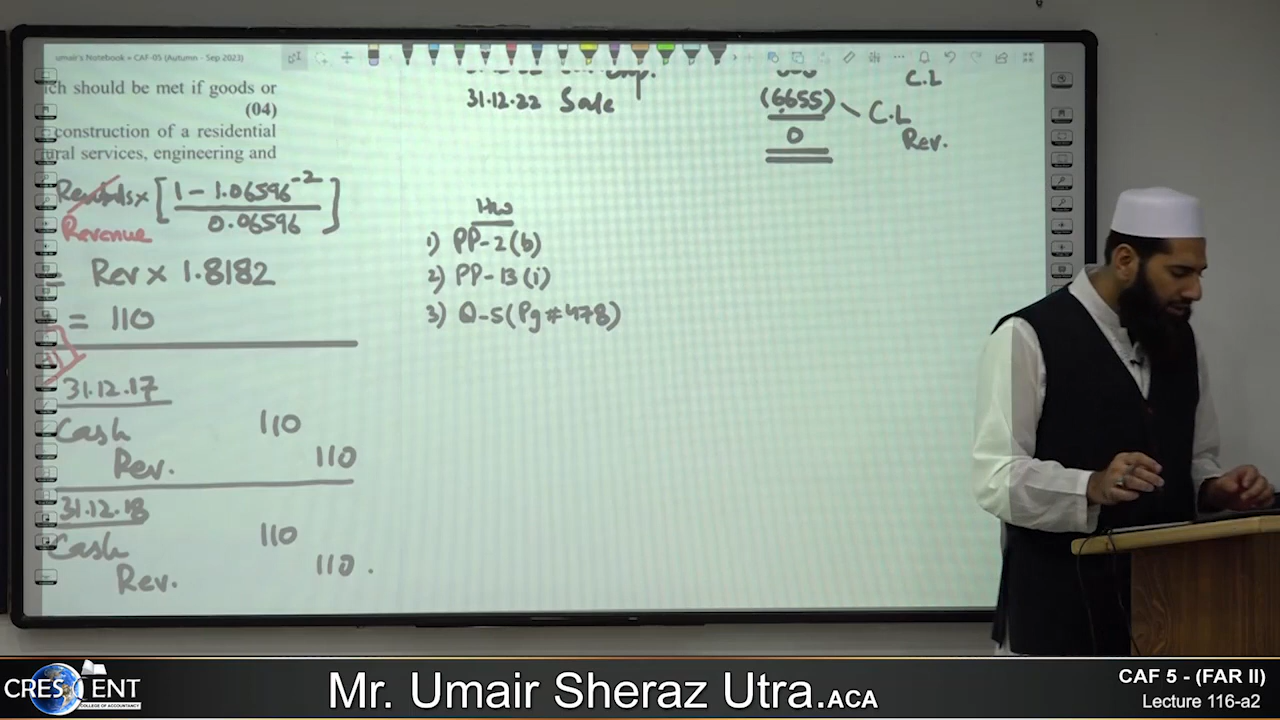 umair's Notebook » CAF-05 (Autumn - Sep 2023)
ich should be met if goods or
(04)
construction of a residential
ural services, engineering and
Rentals × [ 1 - 1.06596⁻² / 0.06596 ]
Revenue
= Rev × 1.8182
= 110
31.12.17
Cash 110
Rev. 110
31.12.18
Cash 110
Rev. 110.
31.12.22 Sale
C.L
(6655) C.L
Rev.
0
HW
1) PP-2(b)
2) PP-13(i)
3) Q-5(Pg#478)
CRESCENT
COLLEGE OF ACCOUNTANCY
Mr. Umair Sheraz Utra.ACA
CAF 5 - (FAR II)
Lecture 116-a2